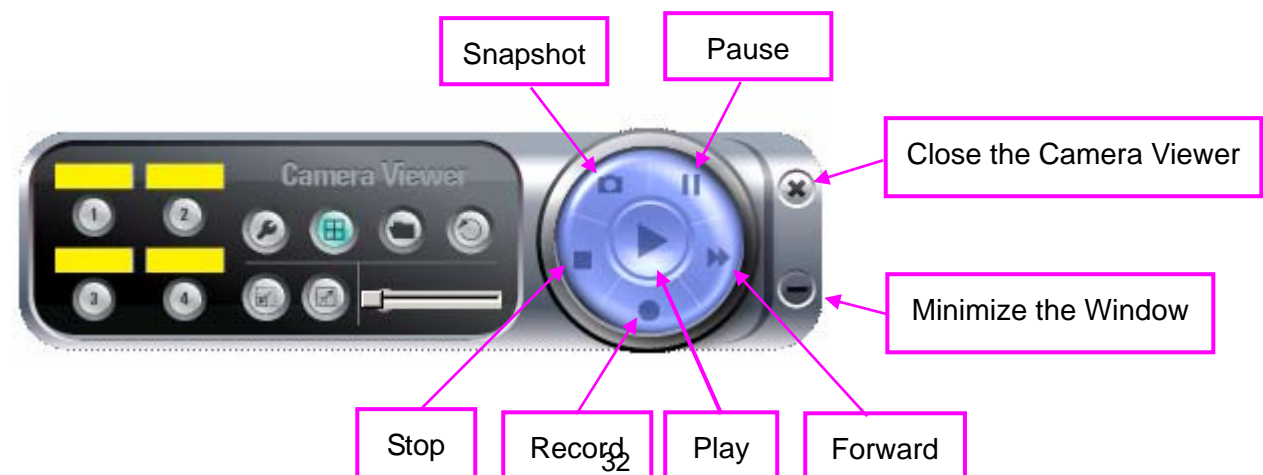 Snapshot
Pause
Camera Viewer
Close the Camera Viewer
1
2
3
4
Minimize the Window
Stop
Record
Play
Forward
32